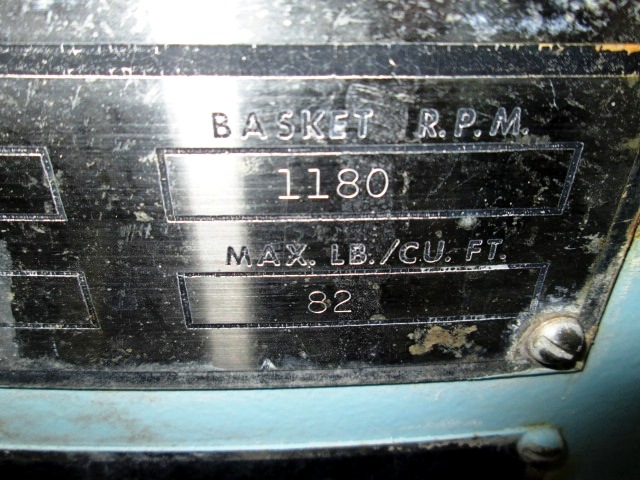 BASKET R.P.M.
1180
MAX. LB./CU. FT.
82